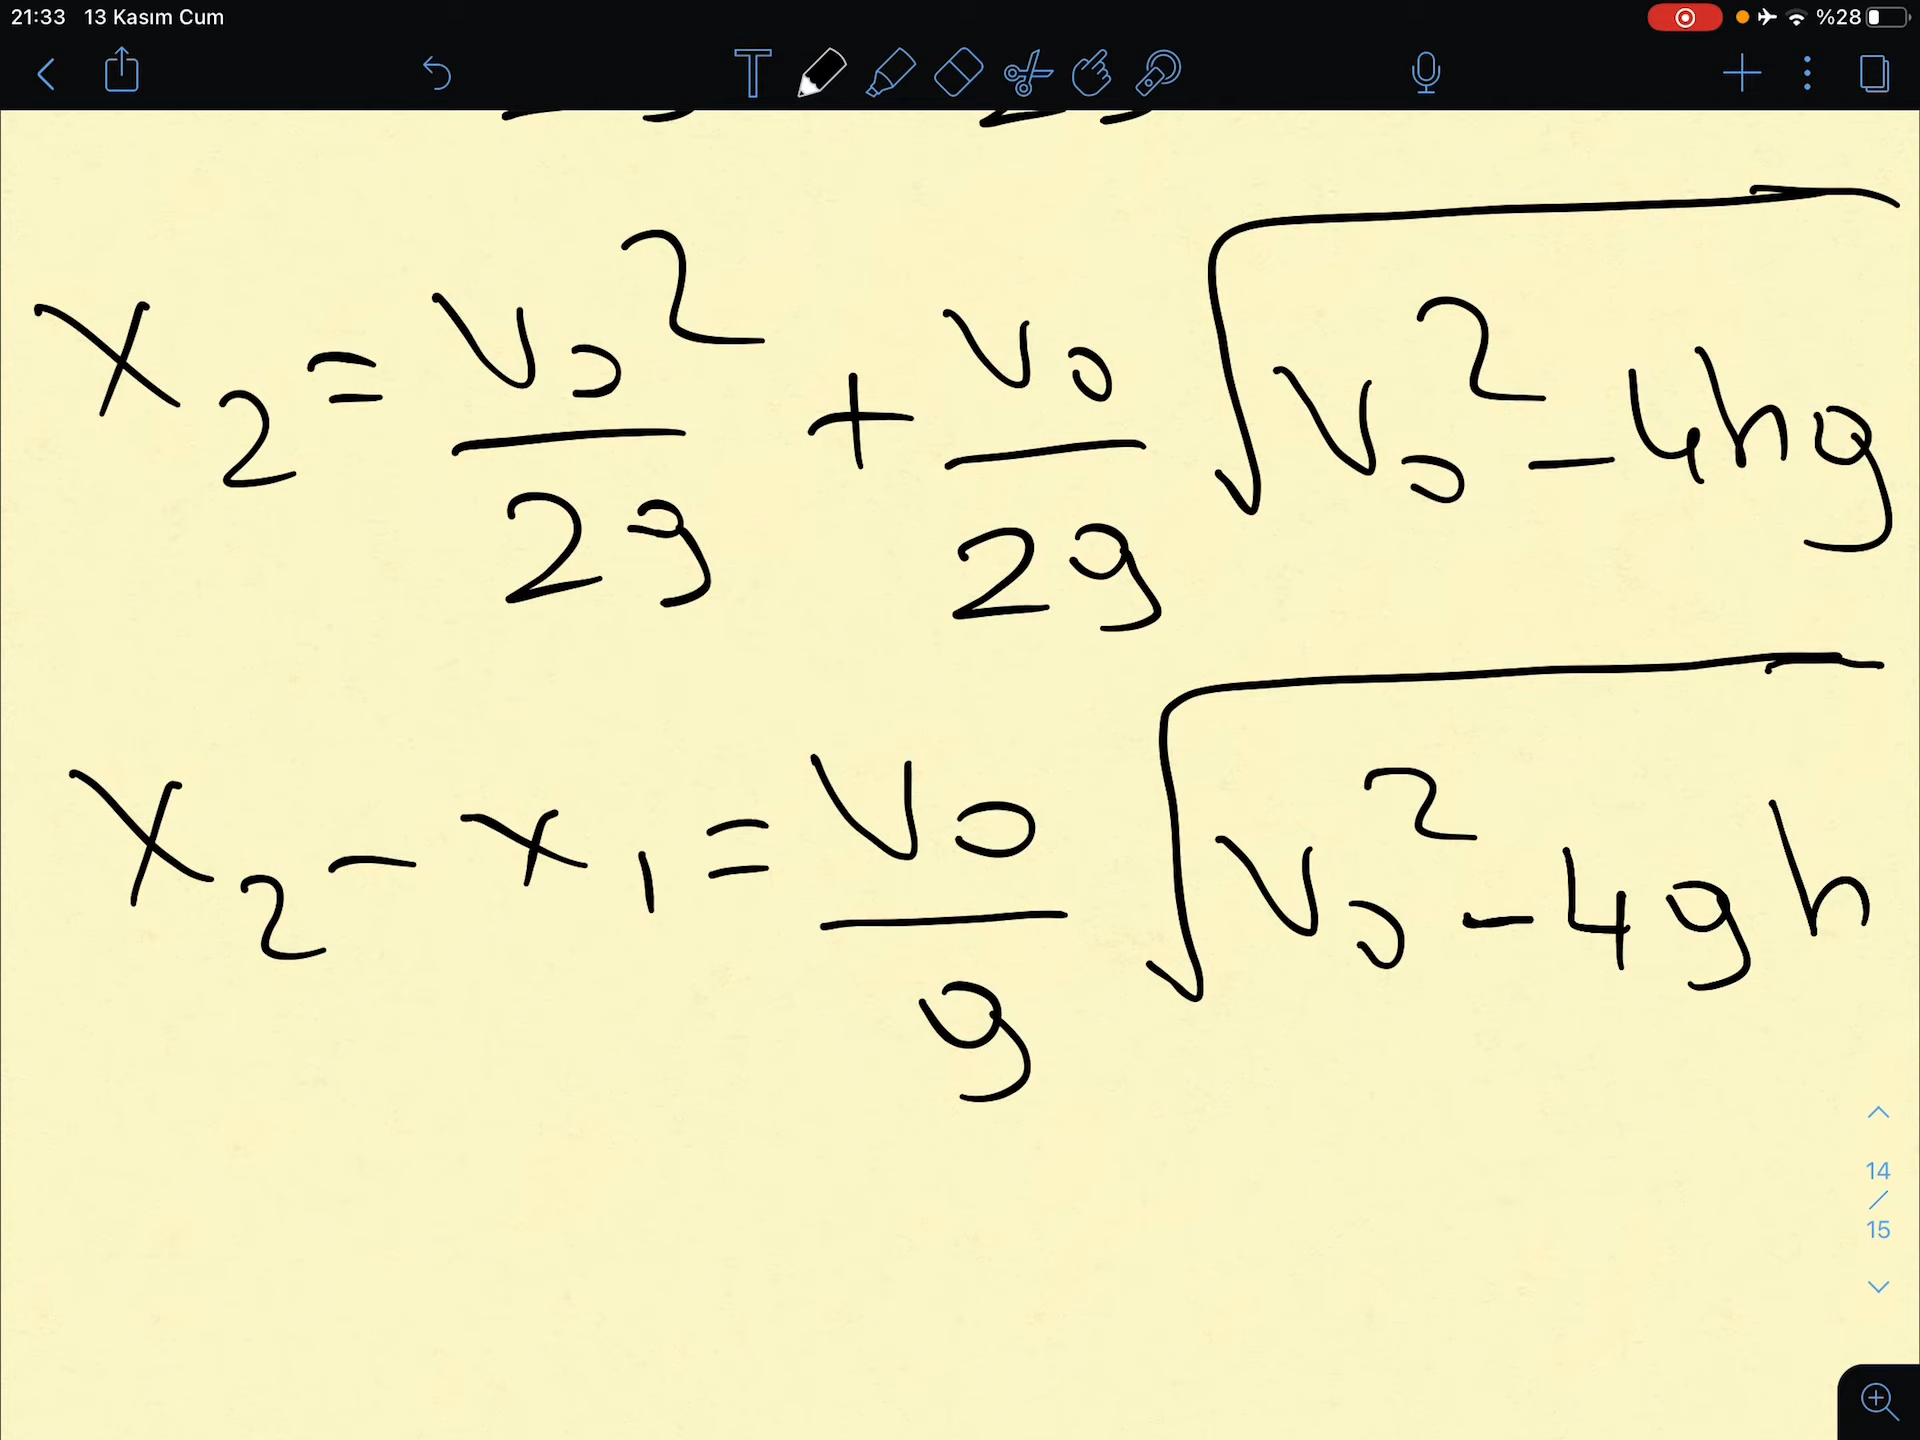 21:33 13 Kasım Cum %28
T
x₂ = v₀²/2g + v₀/2g √(v₀² - 4hg)
x₂ - x₁ = v₀/g √(v₀² - 4gh)
14
/
15